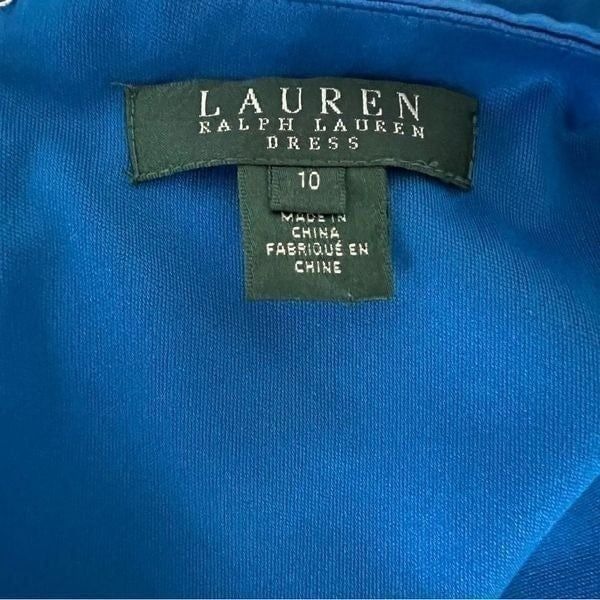 LAUREN
RALPH LAUREN
DRESS
10
MADE IN
CHINA
FABRIQUÉ EN
CHINE